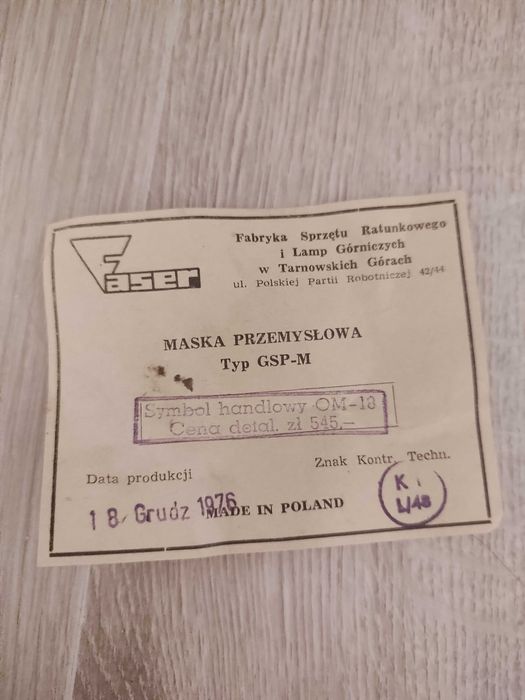 Faser
Fabryka Sprzętu Ratunkowego
i Lamp Górniczych
w Tarnowskich Górach
ul. Polskiej Partii Robotniczej 42/44
MASKA PRZEMYSŁOWA
Typ GSP-M
Symbol handlowy OM-13
Cena detal. zł 545,-
Znak Kontr. Techn.
Data produkcji
K
L/48
18 Grudz 1976
MADE IN POLAND